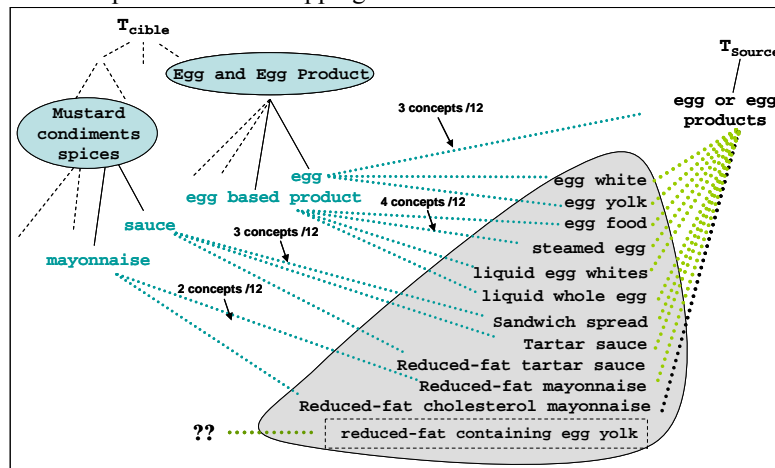 T cible
T Source
Egg and Egg Product
3 concepts /12
egg or egg
products
Mustard
condiments
spices
egg
egg white
egg based product
egg yolk
4 concepts /12
egg food
sauce
3 concepts /12
steamed egg
mayonnaise
liquid egg whites
2 concepts /12
liquid whole egg
Sandwich spread
Tartar sauce
Reduced-fat tartar sauce
Reduced-fat mayonnaise
Reduced-fat cholesterol mayonnaise
??
reduced-fat containing egg yolk